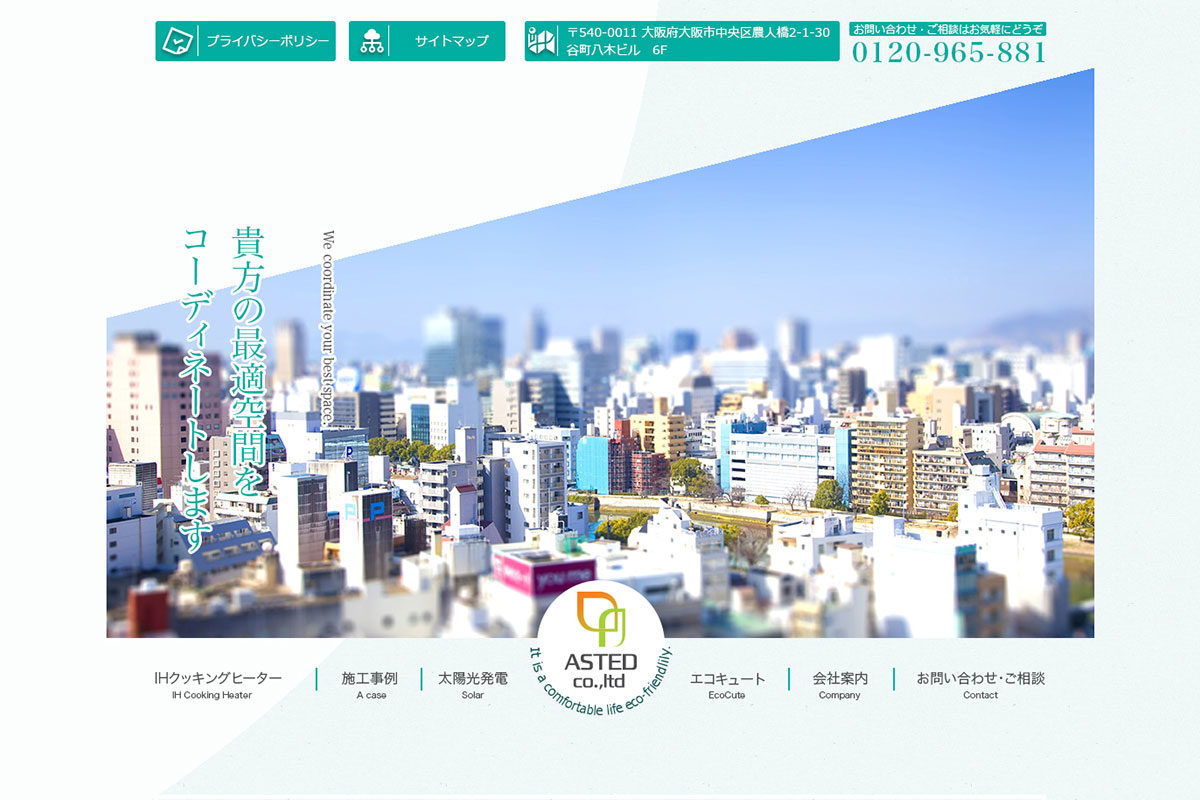 プライバシーポリシー
サイトマップ
〒540-0011 大阪府大阪市中央区農人橋2-1-30
谷町八木ビル 6F
お問い合わせ・ご相談はお気軽にどうぞ
0120-965-881
We coordinate your best space.
貴方の最適空間を
コーディネートします
P
P P
you me
ASTED
co.,ltd
It is a comfortable life eco-friendlily.
IHクッキングヒーター
IH Cooking Heater
施工事例
A case
太陽光発電
Solar
エコキュート
EcoCute
会社案内
Company
お問い合わせ・ご相談
Contact